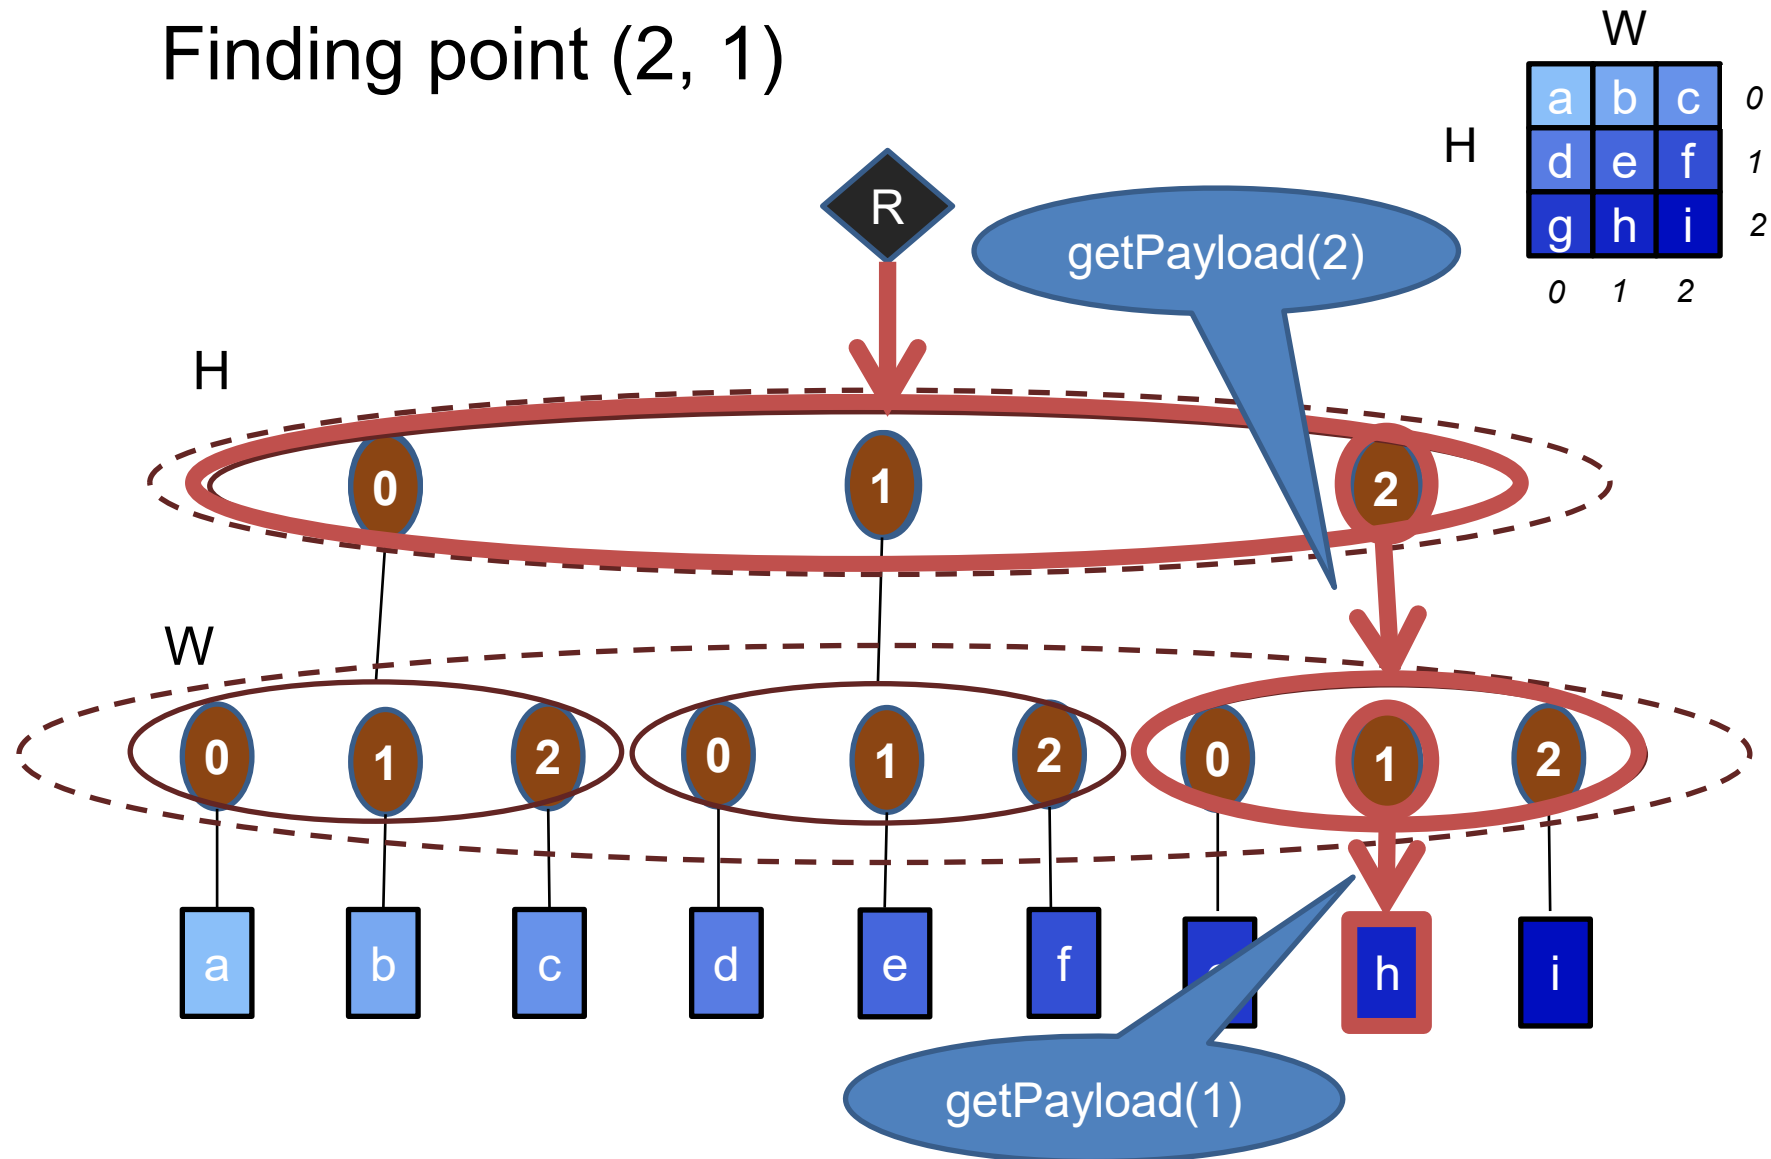 Finding point (2, 1)
W
a b c 0
H
d e f 1
g h i 2
0 1 2
R
getPayload(2)
H
0 1 2
W
0 1 2 0 1 2 0 1 2
a b c d e f h i
getPayload(1)